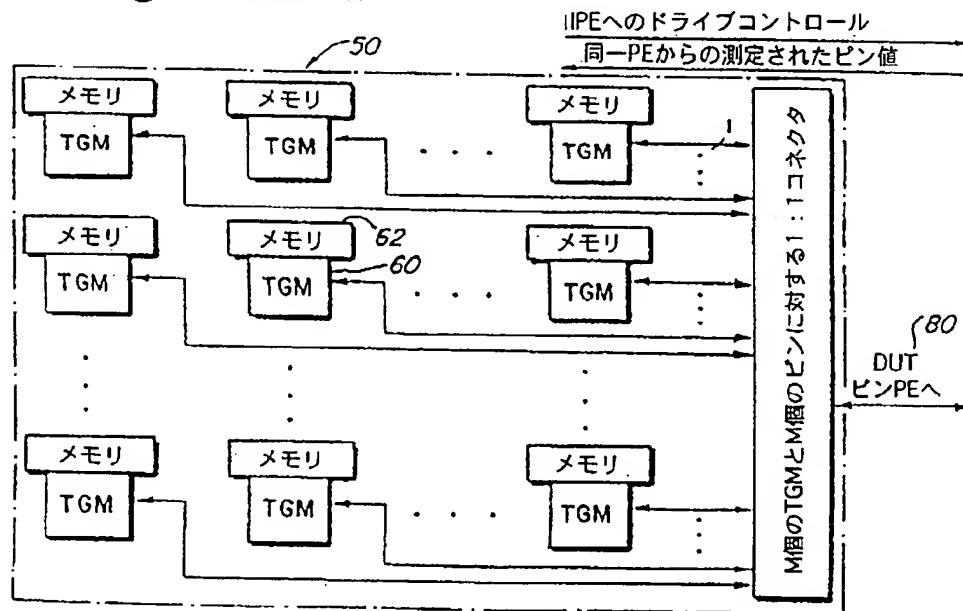 IIPEへのドライブコントロール
同一PEからの測定されたピン値
50
メモリ メモリ メモリ
TGM TGM . . . TGM
1
メモリ メモリ 62 メモリ
TGM TGM 60 . . . TGM
M個のTGMとM個のピンに対する1:1コネクタ
80
DUT
ピンPEへ
メモリ メモリ メモリ
TGM TGM . . . TGM